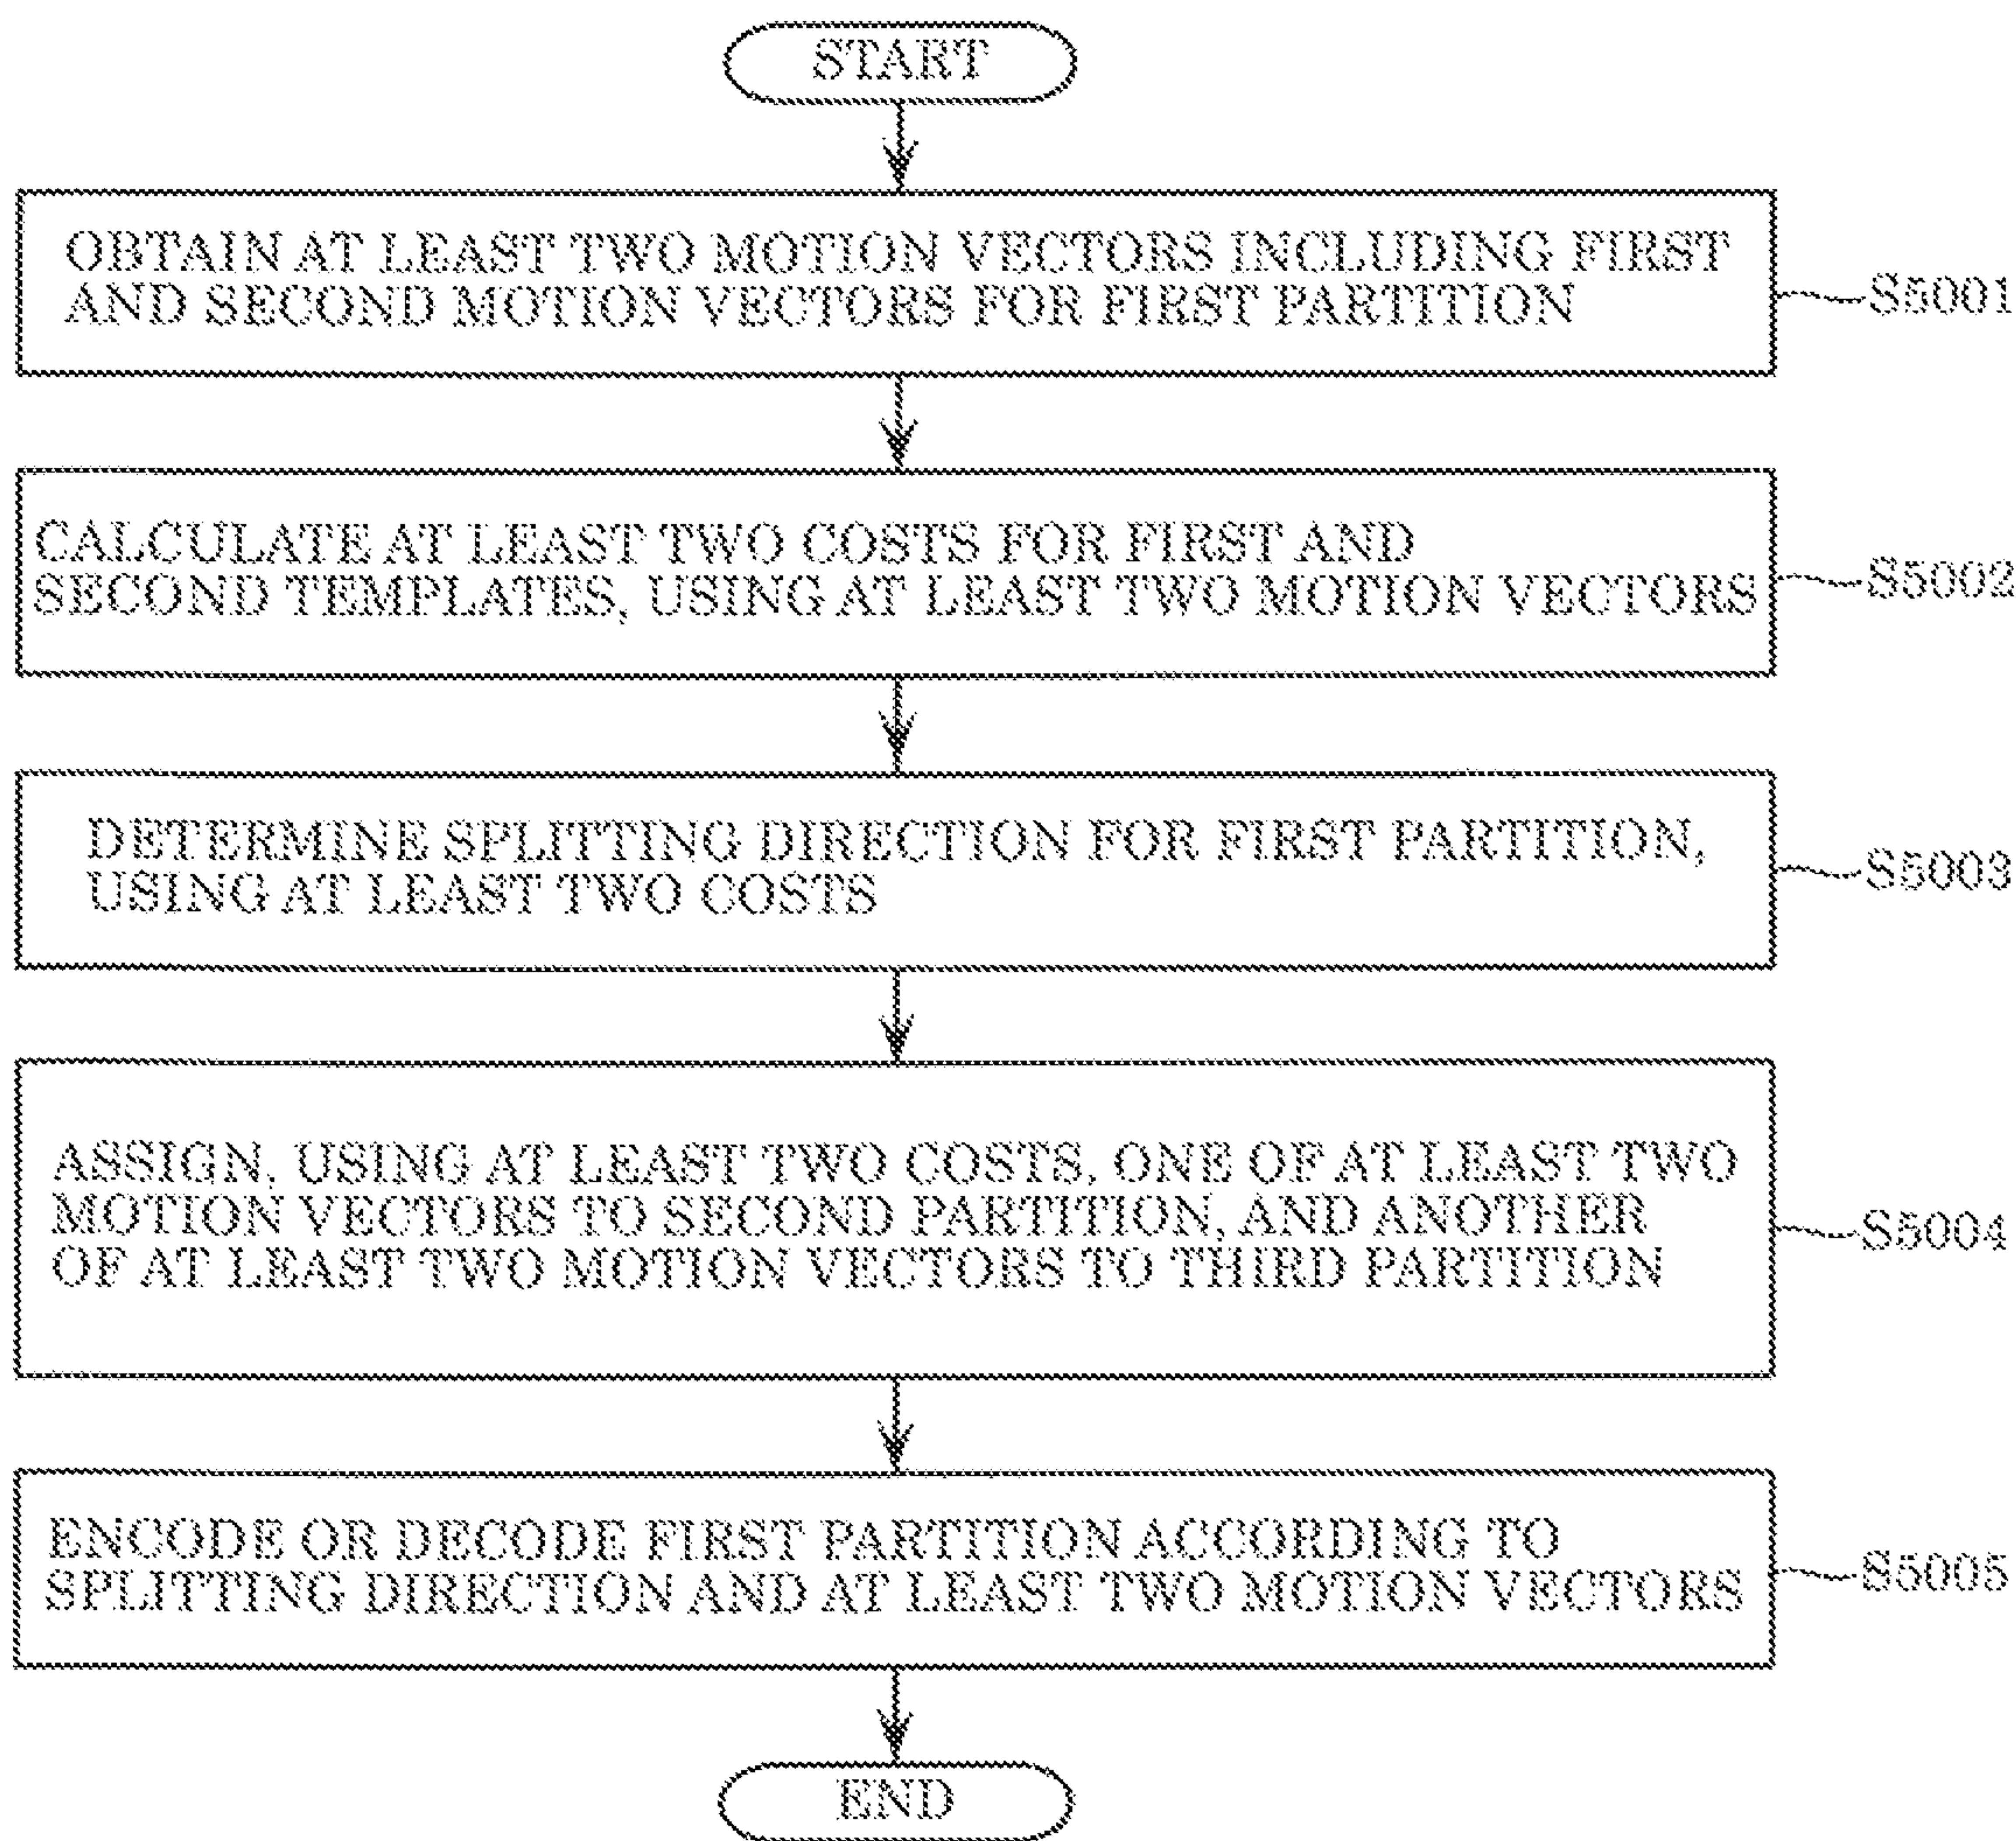 START
OBTAIN AT LEAST TWO MOTION VECTORS INCLUDING FIRST
AND SECOND MOTION VECTORS FOR FIRST PARTITION
S5001
CALCULATE AT LEAST TWO COSTS FOR FIRST AND
SECOND TEMPLATES, USING AT LEAST TWO MOTION VECTORS
S5002
DETERMINE SPLITTING DIRECTION FOR FIRST PARTITION,
USING AT LEAST TWO COSTS
S5003
ASSIGN, USING AT LEAST TWO COSTS, ONE OF AT LEAST TWO
MOTION VECTORS TO SECOND PARTITION, AND ANOTHER
OF AT LEAST TWO MOTION VECTORS TO THIRD PARTITION
S5004
ENCODE OR DECODE FIRST PARTITION ACCORDING TO
SPLITTING DIRECTION AND AT LEAST TWO MOTION VECTORS
S5005
END